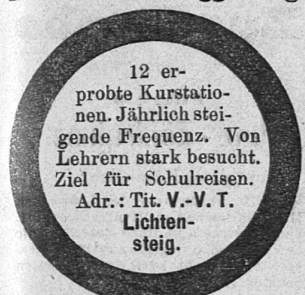 12 er-
probte Kurstatio-
nen. Jährlich stei-
gende Frequenz. Von
Lehrern stark besucht.
Ziel für Schulreisen.
Adr.: Tit. V.-V. T.
Lichten-
steig.